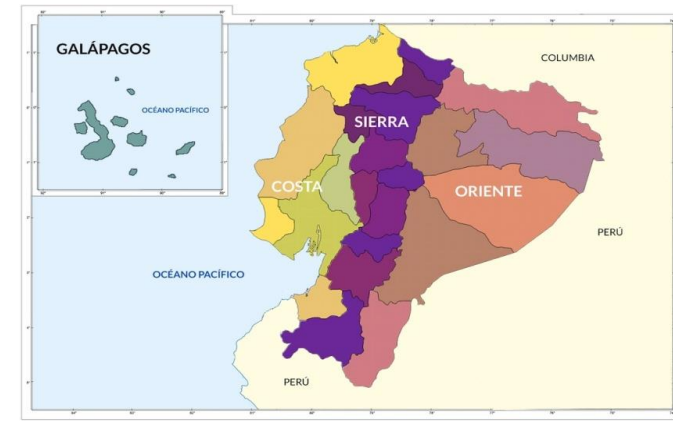 GALÁPAGOS
OCÉANO PACÍFICO
COLUMBIA
SIERRA
COSTA
ORIENTE
PERÚ
OCÉANO PACÍFICO
PERÚ